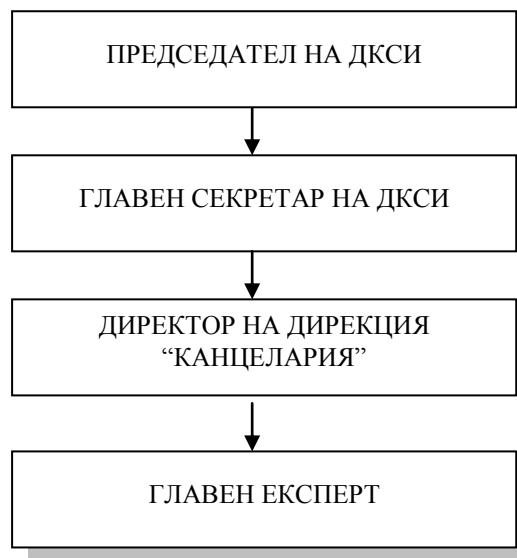 ПРЕДСЕДАТЕЛ НА ДКСИ
ГЛАВЕН СЕКРЕТАР НА ДКСИ
ДИРЕКТОР НА ДИРЕКЦИЯ
“КАНЦЕЛАРИЯ”
ГЛАВЕН ЕКСПЕРТ